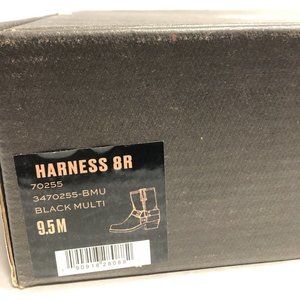 HARNESS 8R
70255
3470255-BMU
BLACK MULTI
9.5M